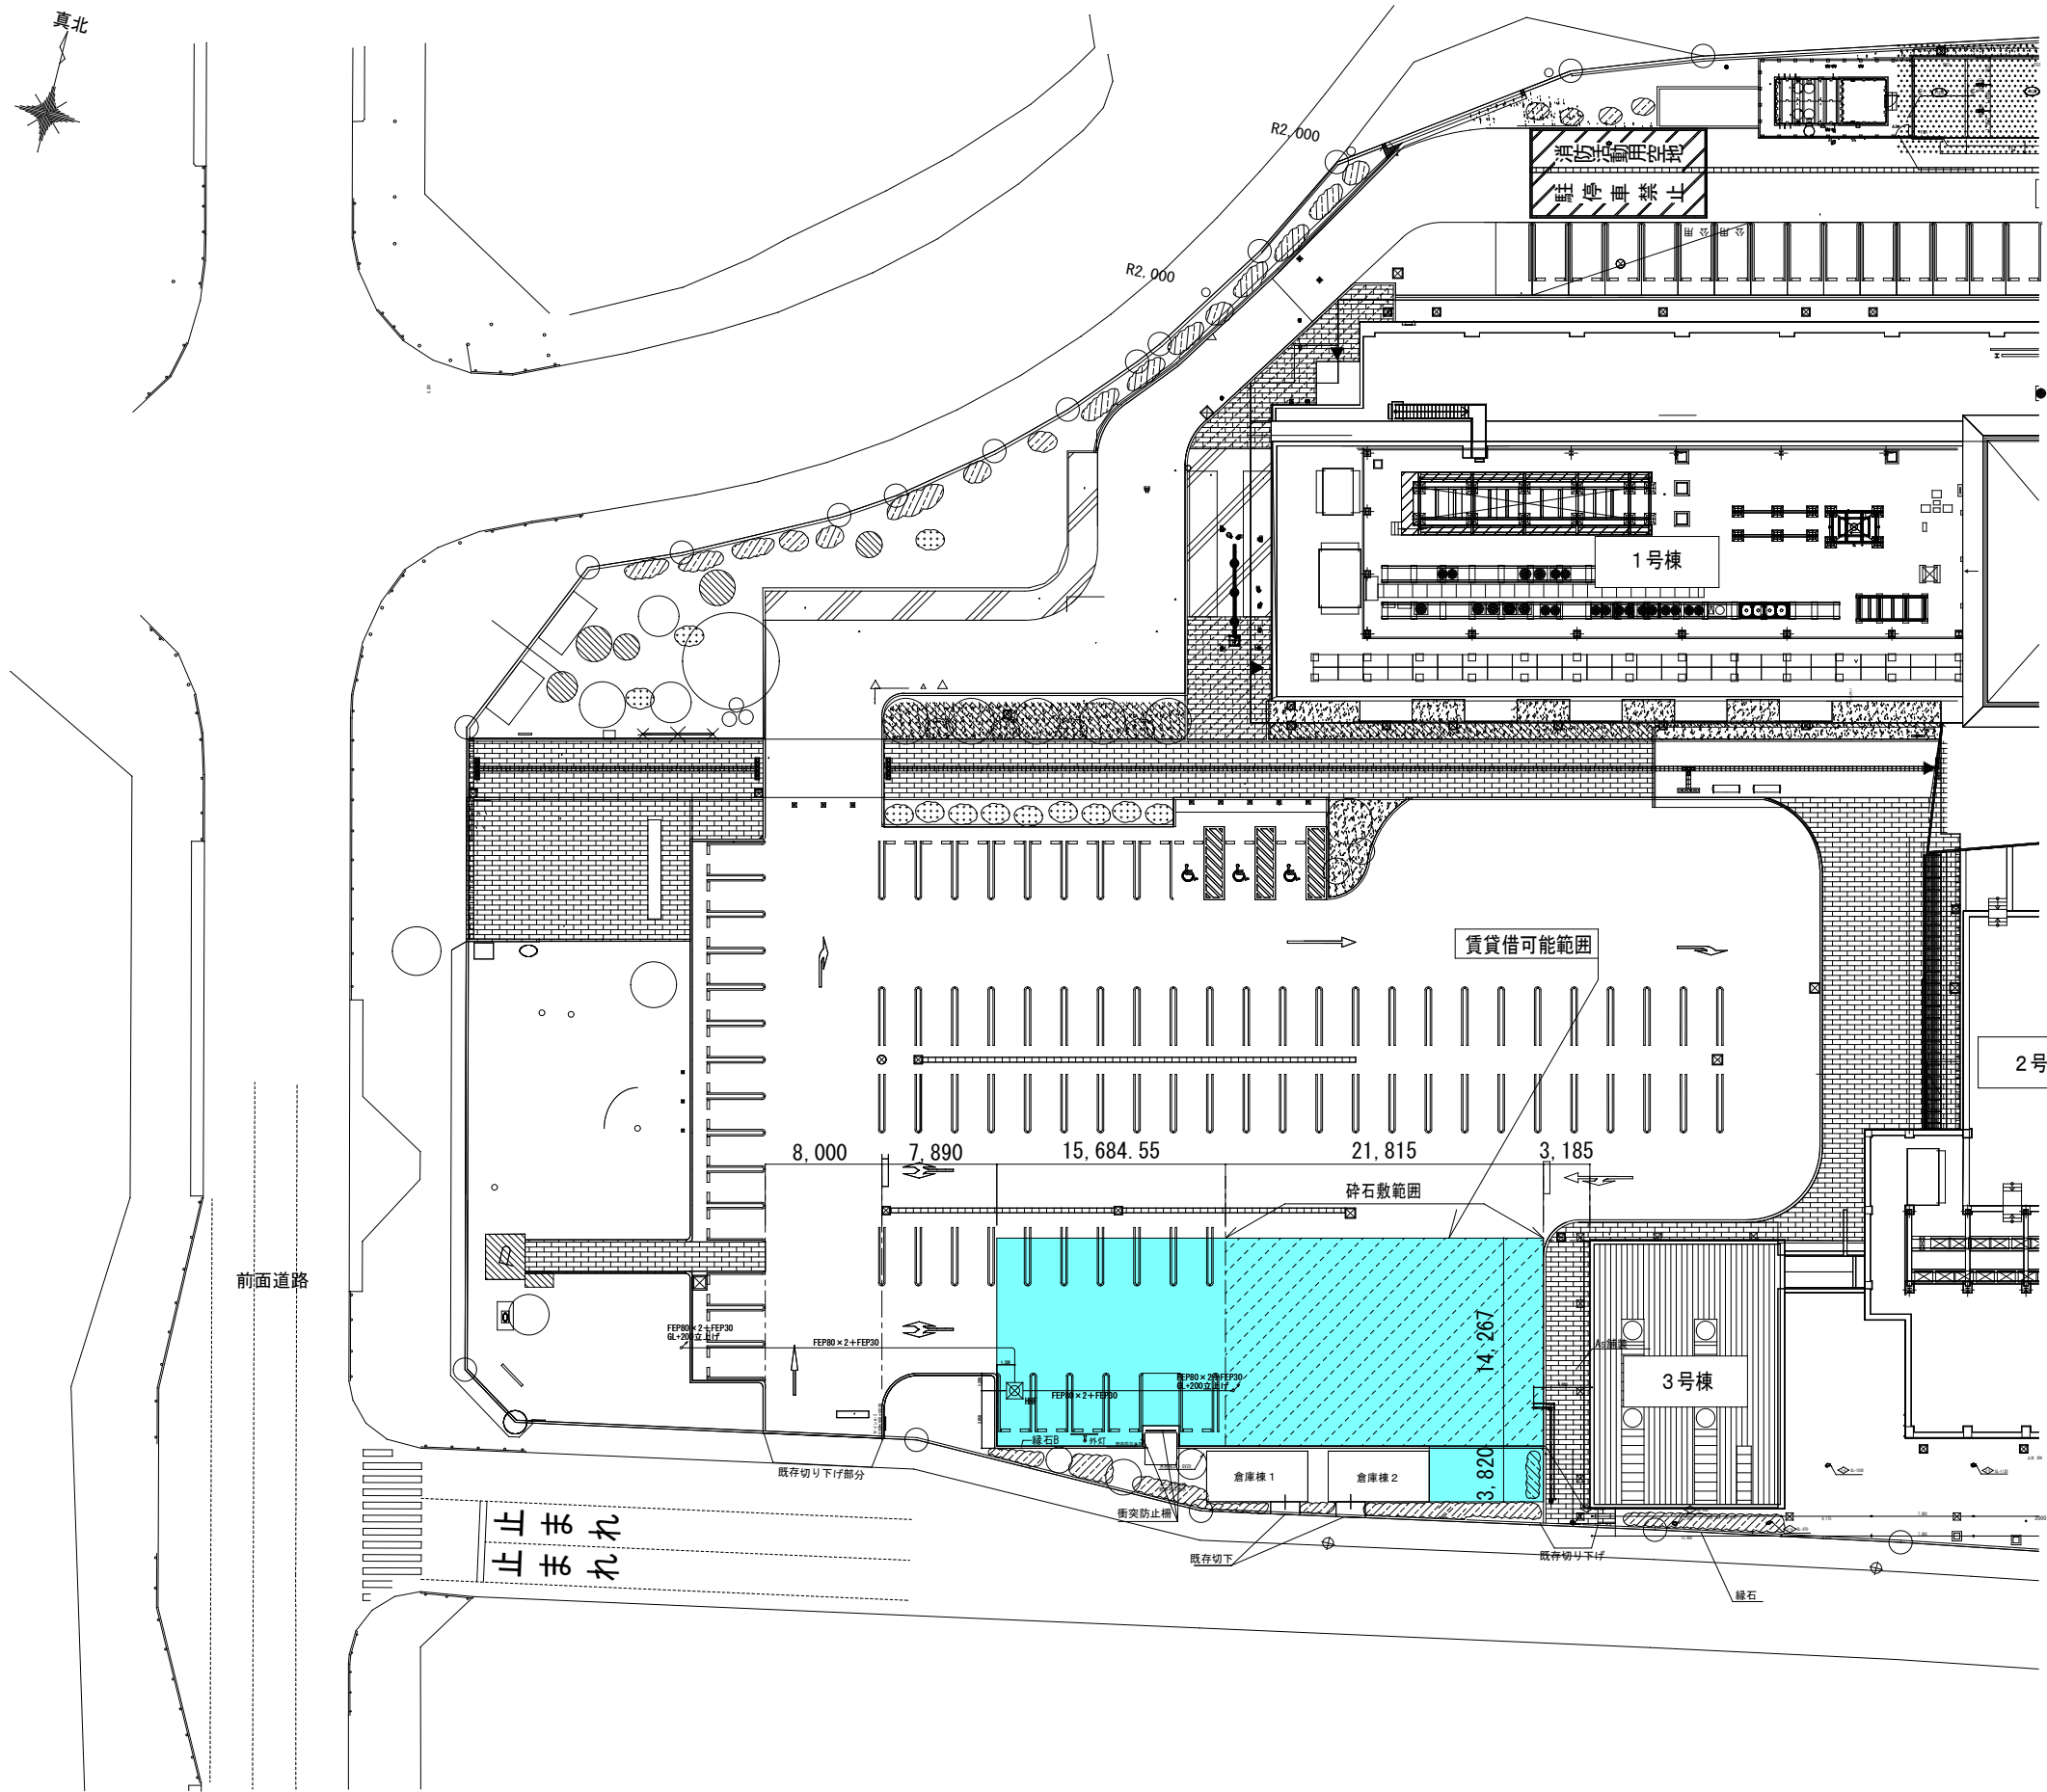 真北
R2,000
消防活動用空地
駐停車禁止
R2,000
1号棟
賃貸借可能範囲
2号
8,000
7,890
15,684.55
21,815
3,185
砕石敷範囲
前面道路
FEP80×2+FEP30
GL+200立上げ
FEP80×2+FEP30
14,267
As舗装
3号棟
FEP80×2+FEP30
GL+200立上げ
FEP80×2+FEP30
縁石B
外灯
3,820
既存切り下げ部分
倉庫棟1
倉庫棟2
衝突防止柵
止まれ
止まれ
既存切下
既存切り下げ
縁石